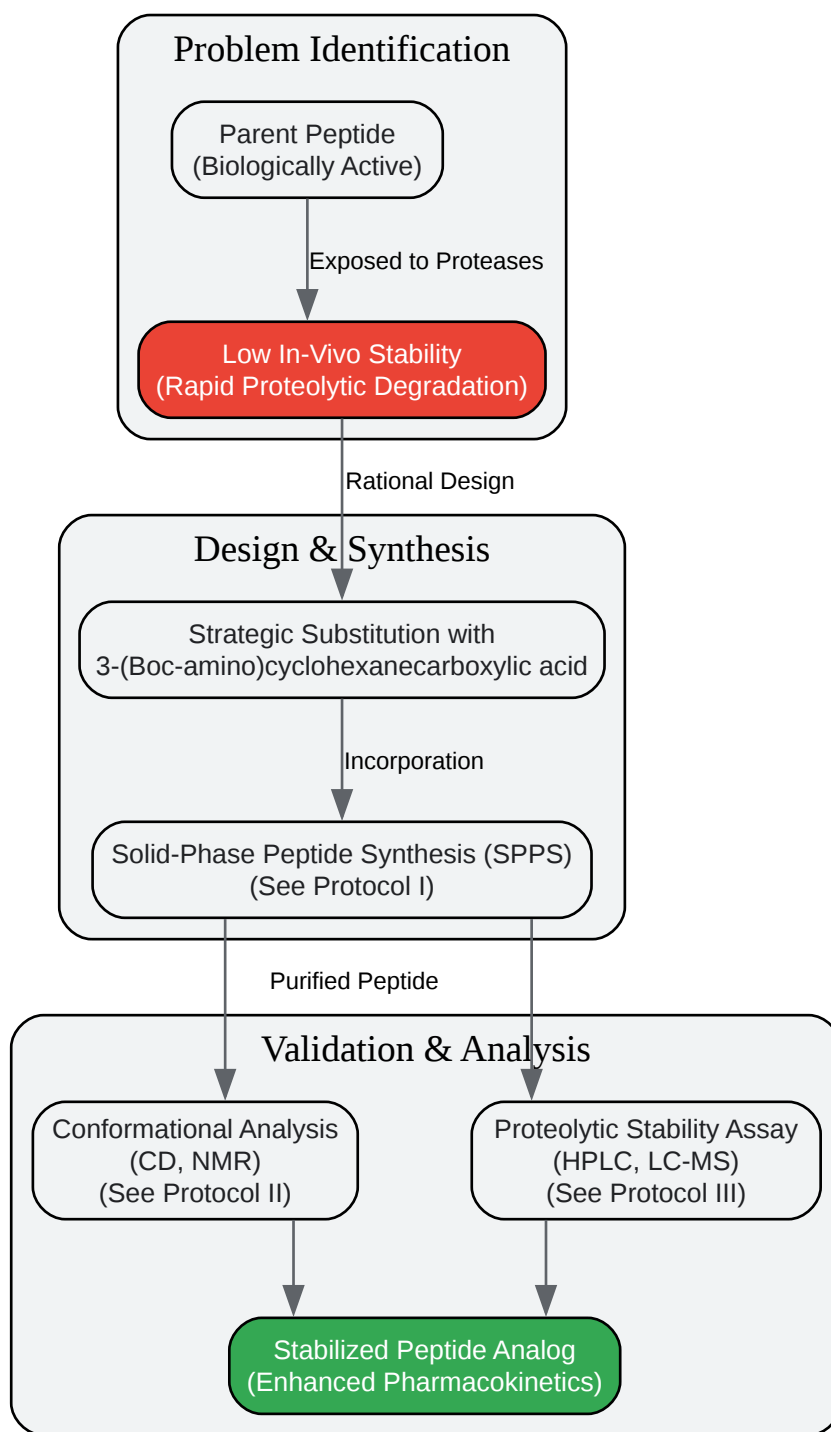 Problem Identification
Parent Peptide
(Biologically Active)
Exposed to Proteases
Low In-Vivo Stability
(Rapid Proteolytic Degradation)
Rational Design
Design & Synthesis
Strategic Substitution with
3-(Boc-amino)cyclohexanecarboxylic acid
Incorporation
Solid-Phase Peptide Synthesis (SPPS)
(See Protocol I)
Purified Peptide
Validation & Analysis
Conformational Analysis
(CD, NMR)
(See Protocol II)
Proteolytic Stability Assay
(HPLC, LC-MS)
(See Protocol III)
Stabilized Peptide Analog
(Enhanced Pharmacokinetics)